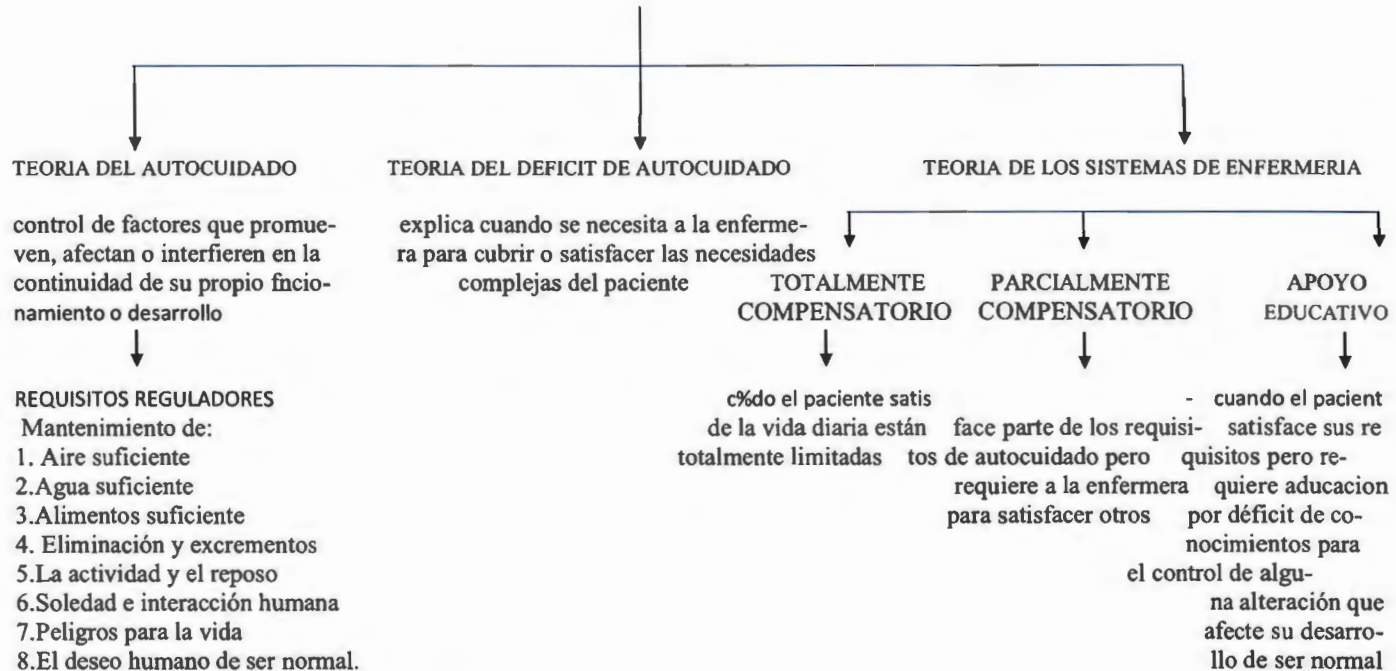 TEORIA DEL AUTOCUIDADO
control de factores que promue-
ven, afectan o interfieren en la
continuidad de su propio fncio-
namiento o desarrollo
REQUISITOS REGULADORES
Mantenimiento de:
1. Aire suficiente
2.Agua suficiente
3.Alimentos suficiente
4. Eliminación y excrementos
5.La actividad y el reposo
6.Soledad e interacción humana
7.Peligros para la vida
8.El deseo humano de ser normal.
TEORIA DEL DEFICIT DE AUTOCUIDADO
explica cuando se necesita a la enferme-
ra para cubrir o satisfacer las necesidades
complejas del paciente
TEORIA DE LOS SISTEMAS DE ENFERMERIA
TOTALMENTE
COMPENSATORIO
c%do el paciente satis
de la vida diaria están
totalmente limitadas
PARCIALMENTE
COMPENSATORIO
-
face parte de los requisi-
tos de autocuidado pero
requiere a la enfermera
para satisfacer otros
APOYO
EDUCATIVO
cuando el pacient
satisface sus re
quisitos pero re-
quiere aducacion
por déficit de co-
nocimientos para
el control de algu-
na alteración que
afecte su desarro-
llo de ser normal